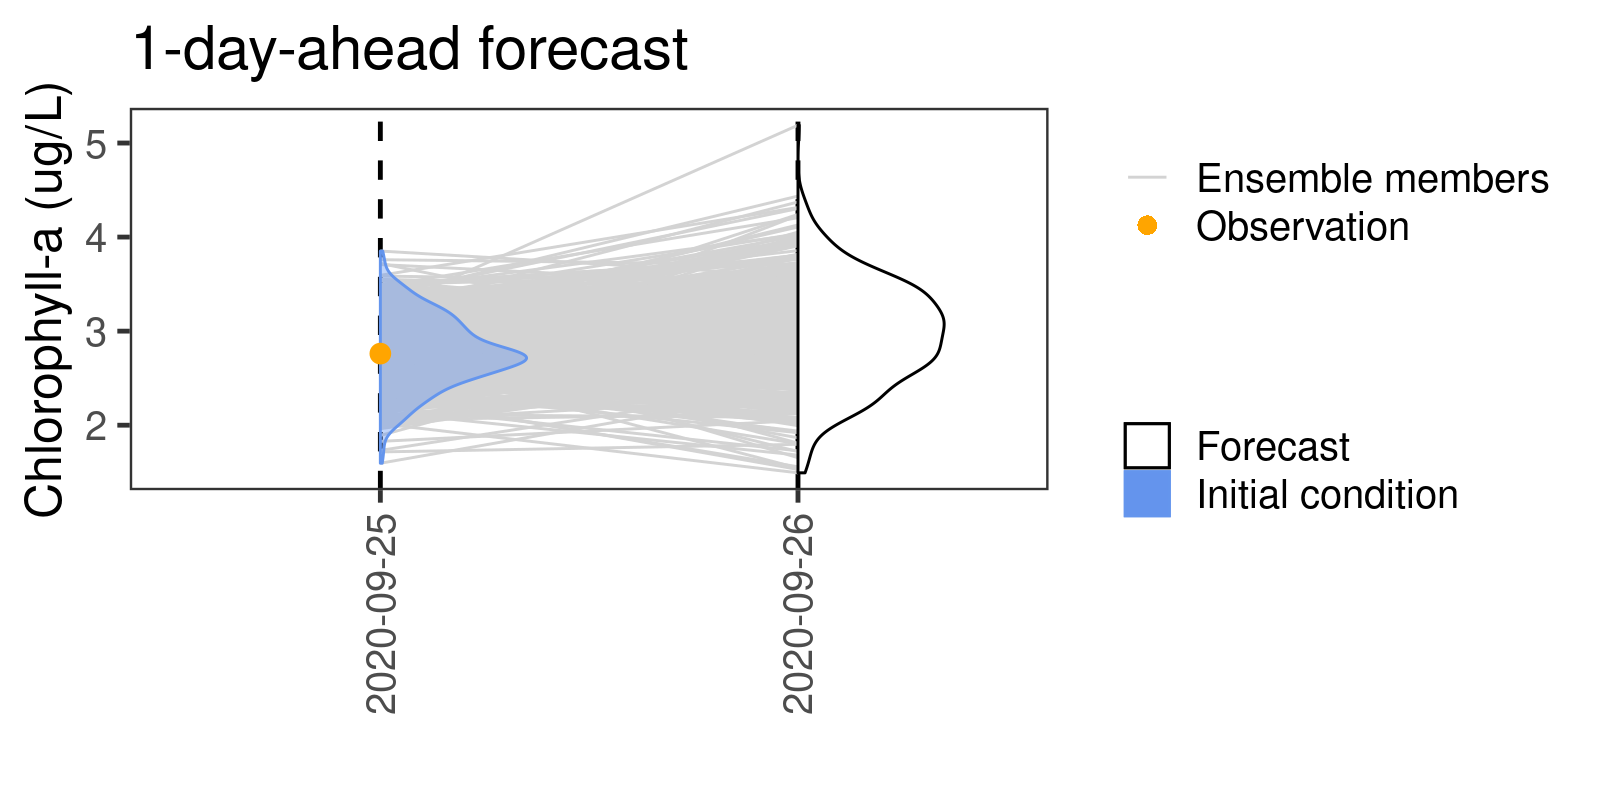 1-day-ahead forecast
Chlorophyll-a (ug/L)
5
4
3
2
2020-09-25
2020-09-26
Ensemble members
Observation
Forecast
Initial condition